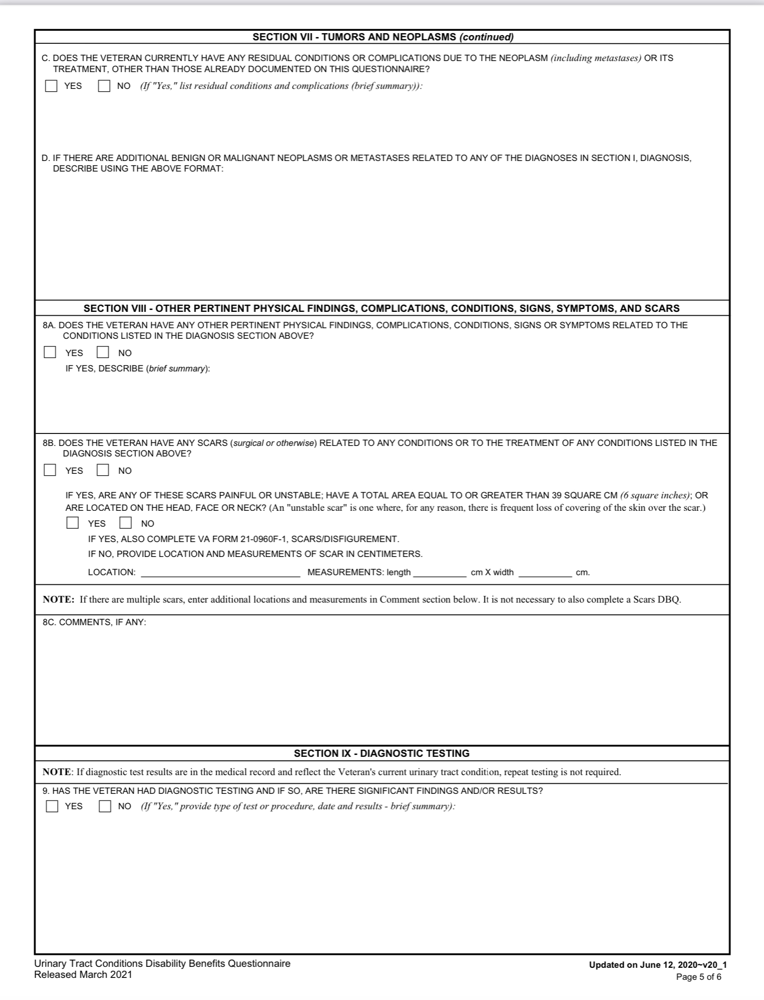 SECTION VII - TUMORS AND NEOPLASMS (continued)
C. DOES THE VETERAN CURRENTLY HAVE ANY RESIDUAL CONDITIONS OR COMPLICATIONS DUE TO THE NEOPLASM (including metastases) OR ITS
TREATMENT, OTHER THAN THOSE ALREADY DOCUMENTED ON THIS QUESTIONNAIRE?
YES NO (If "Yes," list residual conditions and complications (brief summary)):
D. IF THERE ARE ADDITIONAL BENIGN OR MALIGNANT NEOPLASMS OR METASTASES RELATED TO ANY OF THE DIAGNOSES IN SECTION I, DIAGNOSIS,
DESCRIBE USING THE ABOVE FORMAT:
SECTION VIII - OTHER PERTINENT PHYSICAL FINDINGS, COMPLICATIONS, CONDITIONS, SIGNS, SYMPTOMS, AND SCARS
8A. DOES THE VETERAN HAVE ANY OTHER PERTINENT PHYSICAL FINDINGS, COMPLICATIONS, CONDITIONS, SIGNS OR SYMPTOMS RELATED TO THE
CONDITIONS LISTED IN THE DIAGNOSIS SECTION ABOVE?
YES NO
IF YES, DESCRIBE (brief summary):
8B. DOES THE VETERAN HAVE ANY SCARS (surgical or otherwise) RELATED TO ANY CONDITIONS OR TO THE TREATMENT OF ANY CONDITIONS LISTED IN THE
DIAGNOSIS SECTION ABOVE?
YES NO
IF YES, ARE ANY OF THESE SCARS PAINFUL OR UNSTABLE; HAVE A TOTAL AREA EQUAL TO OR GREATER THAN 39 SQUARE CM (6 square inches); OR
ARE LOCATED ON THE HEAD, FACE OR NECK? (An "unstable scar" is one where, for any reason, there is frequent loss of covering of the skin over the scar.)
YES NO
IF YES, ALSO COMPLETE VA FORM 21-0960F-1, SCARS/DISFIGUREMENT.
IF NO, PROVIDE LOCATION AND MEASUREMENTS OF SCAR IN CENTIMETERS.
LOCATION: ______ MEASUREMENTS: length ______ cm X width ______ cm.
NOTE: If there are multiple scars, enter additional locations and measurements in Comment section below. It is not necessary to also complete a Scars DBQ.
8C. COMMENTS, IF ANY:
SECTION IX - DIAGNOSTIC TESTING
NOTE: If diagnostic test results are in the medical record and reflect the Veteran's current urinary tract condition, repeat testing is not required.
9. HAS THE VETERAN HAD DIAGNOSTIC TESTING AND IF SO, ARE THERE SIGNIFICANT FINDINGS AND/OR RESULTS?
YES NO (If "Yes," provide type of test or procedure, date and results - brief summary):
Urinary Tract Conditions Disability Benefits Questionnaire
Released March 2021
Updated on June 12, 2020~v20_1
Page 5 of 6